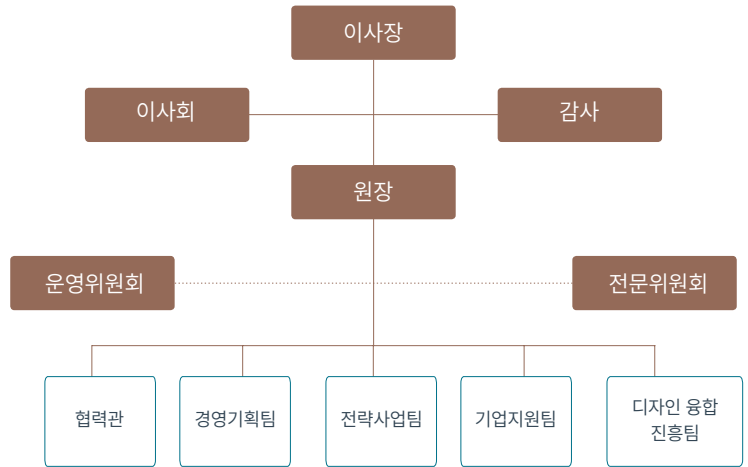 이사장
이사회
감사
원장
운영위원회
전문위원회
협력관
경영기획팀
전략사업팀
기업지원팀
디자인 융합
진흥팀